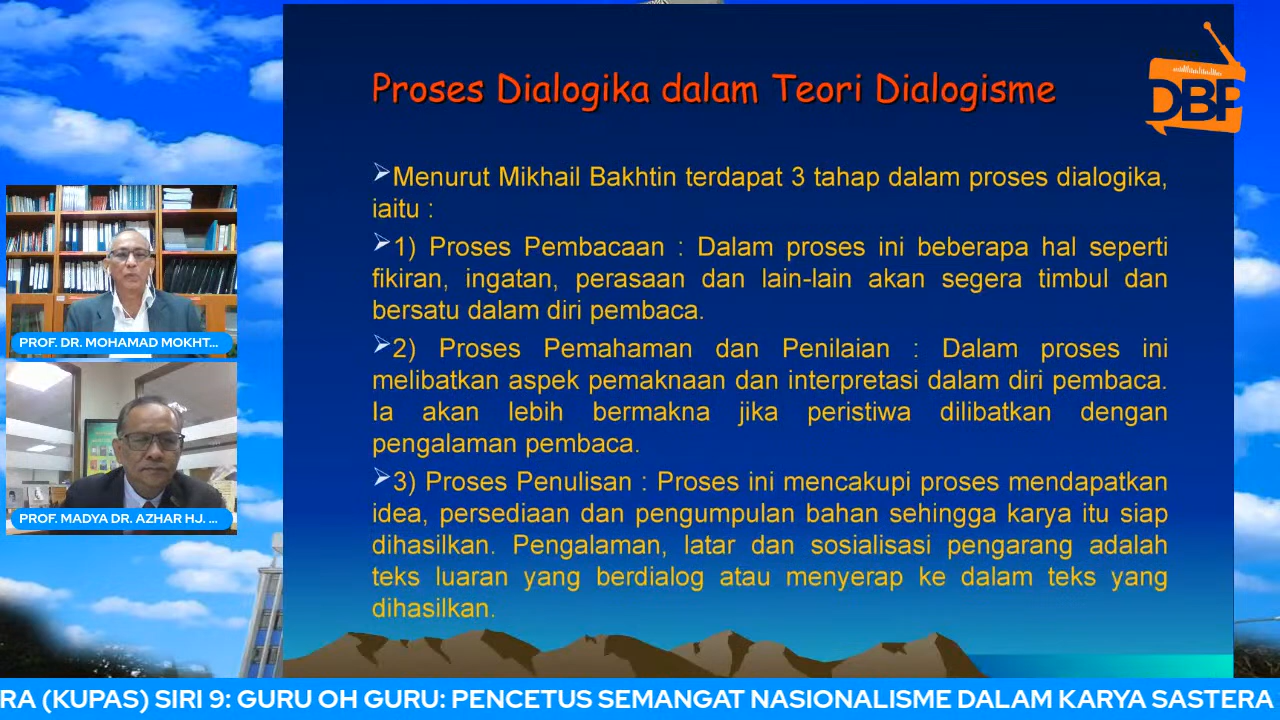 Proses Dialogika dalam Teori Dialogisme
DBP
Menurut Mikhail Bakhtin terdapat 3 tahap dalam proses dialogika,
iaitu :
1) Proses Pembacaan : Dalam proses ini beberapa hal seperti
fikiran, ingatan, perasaan dan lain-lain akan segera timbul dan
bersatu dalam diri pembaca.
2) Proses Pemahaman dan Penilaian : Dalam proses ini
melibatkan aspek pemaknaan dan interpretasi dalam diri pembaca.
Ia akan lebih bermakna jika peristiwa dilibatkan dengan
pengalaman pembaca.
3) Proses Penulisan : Proses ini mencakupi proses mendapatkan
idea, persediaan dan pengumpulan bahan sehingga karya itu siap
dihasilkan. Pengalaman, latar dan sosialisasi pengarang adalah
teks luaran yang berdialog atau menyerap ke dalam teks yang
dihasilkan.
PROF. DR. MOHAMAD MOKHT...
PROF. MADYA DR. AZHAR HJ. ...
RA (KUPAS) SIRI 9: GURU OH GURU: PENCETUS SEMANGAT NASIONALISME DALAM KARYA SASTERA